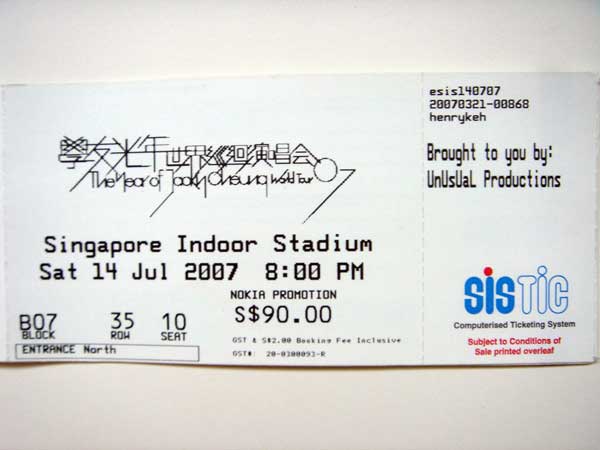 esis140707
20070321-00868
henrykeh
學友光年世界巡迴演唱會
The Year of Jacky Cheung World Tour 07
Brought to you by:
UnUsUaL Productions
Singapore Indoor Stadium
Sat 14 Jul 2007 8:00 PM
NOKIA PROMOTION
S$90.00
B07 35 10
BLOCK ROW SEAT
ENTRANCE North
GST & S$2.00 Booking Fee Inclusive
GST# 20-0300093-R
sistic
Computerised Ticketing System
Subject to Conditions of
Sale printed overleaf